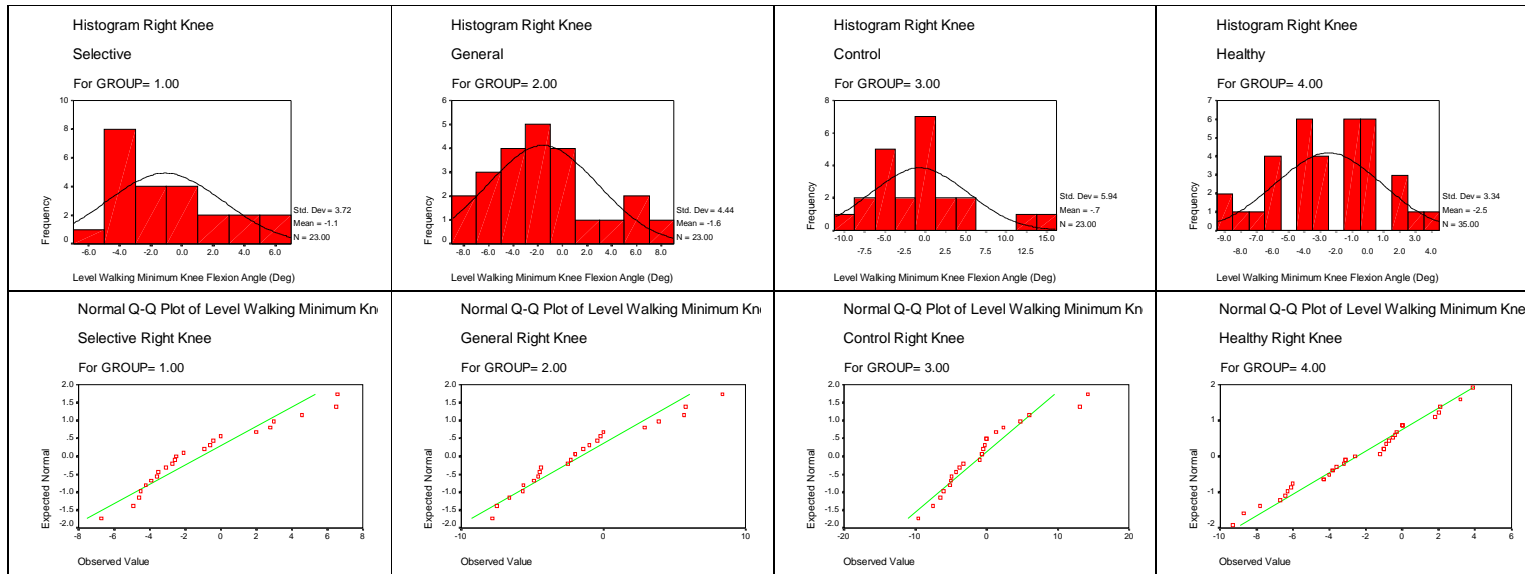 Histogram Right Knee
Selective
For GROUP= 1.00
10
8
6
4
2
0
Frequency
-6.0 -4.0 -2.0 0.0 2.0 4.0 6.0
Std. Dev = 3.72
Mean = -1.1
N = 23.00
Level Walking Minimum Knee Flexion Angle (Deg)
Histogram Right Knee
General
For GROUP= 2.00
6
5
4
3
2
1
0
Frequency
-8.0 -6.0 -4.0 -2.0 0.0 2.0 4.0 6.0 8.0
Std. Dev = 4.44
Mean = -1.6
N = 23.00
Level Walking Minimum Knee Flexion Angle (Deg)
Histogram Right Knee
Control
For GROUP= 3.00
8
6
4
2
0
Frequency
-10.0 -5.0 0.0 5.0 10.0 15.0
-7.5 -2.5 2.5 7.5 12.5
Std. Dev = 5.94
Mean = -.7
N = 23.00
Level Walking Minimum Knee Flexion Angle (Deg)
Histogram Right Knee
Healthy
For GROUP= 4.00
7
6
5
4
3
2
1
0
Frequency
-9.0 -7.0 -5.0 -3.0 -1.0 1.0 3.0
-8.0 -6.0 -4.0 -2.0 0.0 2.0 4.0
Std. Dev = 3.34
Mean = -2.5
N = 35.00
Level Walking Minimum Knee Flexion Angle (Deg)
Normal Q-Q Plot of Level Walking Minimum Kn
Selective Right Knee
For GROUP= 1.00
2.0
1.5
1.0
.5
0.0
-.5
-1.0
-1.5
-2.0
Expected Normal
-8 -6 -4 -2 0 2 4 6 8
Observed Value
Normal Q-Q Plot of Level Walking Minimum Kn
General Right Knee
For GROUP= 2.00
2.0
1.5
1.0
.5
0.0
-.5
-1.0
-1.5
-2.0
Expected Normal
-10 0 10
Observed Value
Normal Q-Q Plot of Level Walking Minimum Kn
Control Right Knee
For GROUP= 3.00
2.0
1.5
1.0
.5
0.0
-.5
-1.0
-1.5
-2.0
Expected Normal
-20 -10 0 10 20
Observed Value
Normal Q-Q Plot of Level Walking Minimum Kne
Healthy Right Knee
For GROUP= 4.00
2
1
0
-1
-2
Expected Normal
-10 -8 -6 -4 -2 0 2 4 6
Observed Value